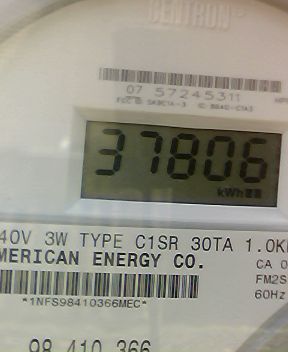 CENTRON®
07 57245311
37806
kWh
40V 3W TYPE C1SR 30TA 1.0K
MERICAN ENERGY CO.
CA 0
FM2S
60Hz
*1NFS98410366MEC*
98 410 366